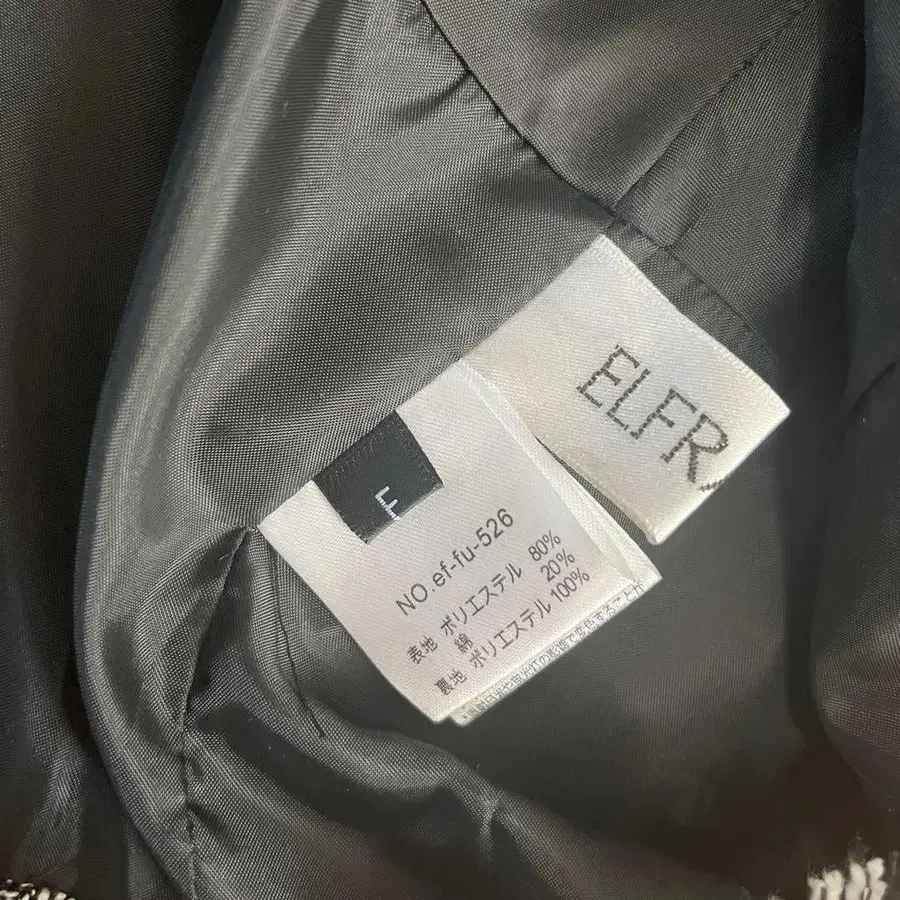 ELFR
F
NO.ef-fu-526
表地 ポリエステル 80%
綿 20%
裏地 ポリエステル 100%